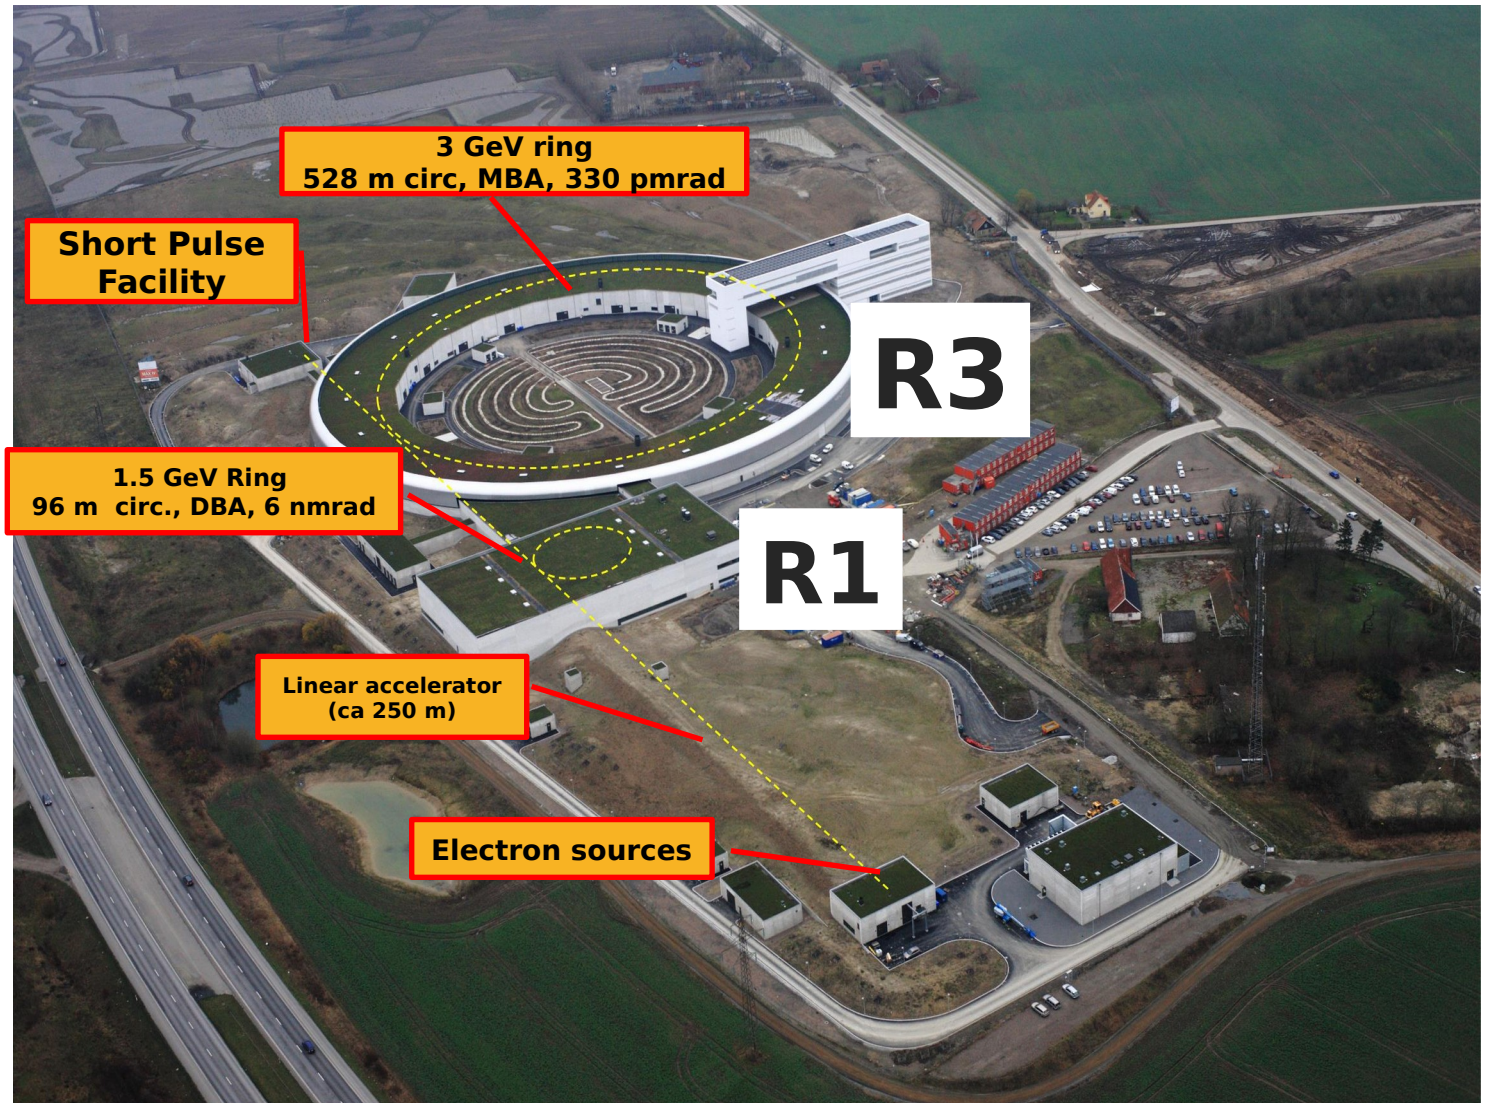 3 GeV ring
528 m circ, MBA, 330 pmrad
Short Pulse
Facility
R3
1.5 GeV Ring
96 m  circ., DBA, 6 nmrad
R1
Linear accelerator
(ca 250 m)
Electron sources